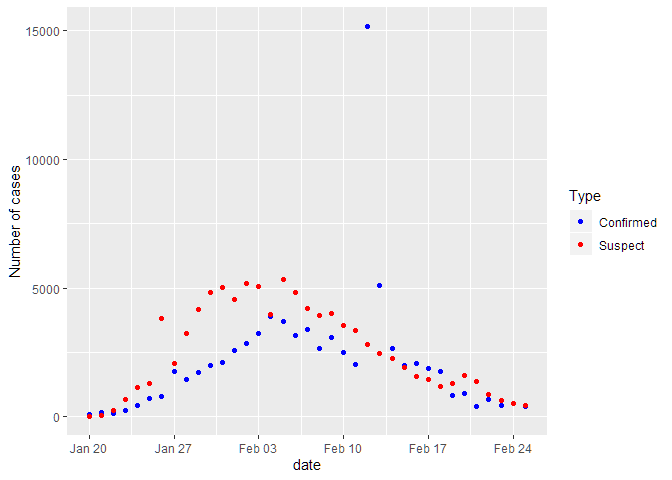 15000
10000
5000
0
Number of cases
Jan 20 Jan 27 Feb 03 Feb 10 Feb 17 Feb 24
date
Type
Confirmed
Suspect